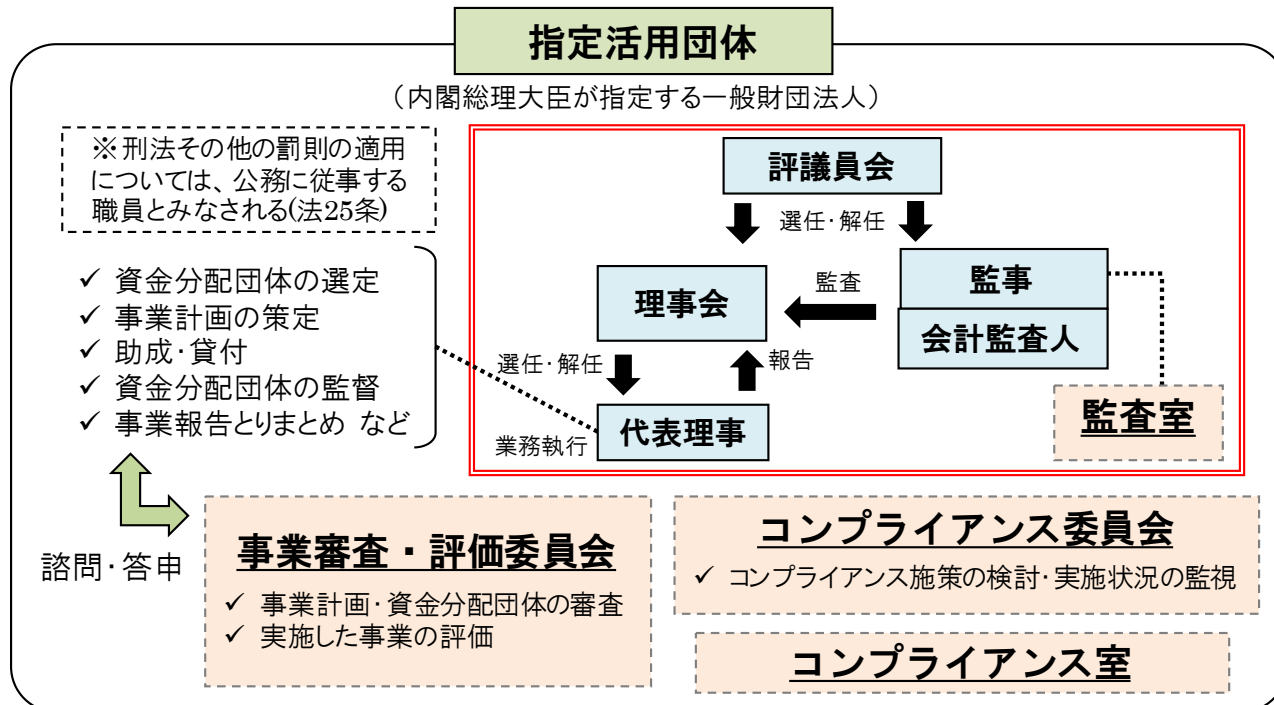 指定活用団体
（内閣総理大臣が指定する一般財団法人）
※刑法その他の罰則の適用
については、公務に従事する
職員とみなされる(法25条)
✓ 資金分配団体の選定
✓ 事業計画の策定
✓ 助成・貸付
✓ 資金分配団体の監督
✓ 事業報告とりまとめ など
評議員会
選任・解任
理事会
監査
監事
会計監査人
選任・解任
報告
業務執行
代表理事
監査室
諮問・答申
事業審査・評価委員会
✓ 事業計画・資金分配団体の審査
✓ 実施した事業の評価
コンプライアンス委員会
✓ コンプライアンス施策の検討・実施状況の監視
コンプライアンス室